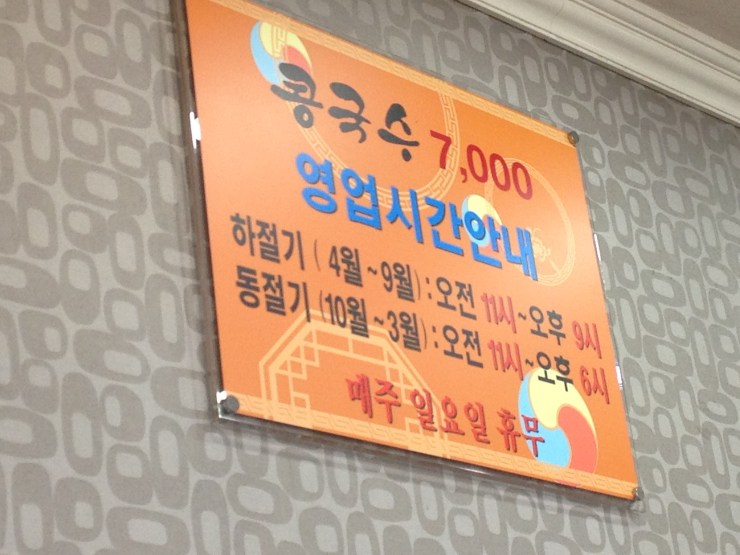 콩국수 7,000
영업시간안내
하절기 ( 4월 ~ 9월) : 오전 11시 ~ 오후 9시
동절기 (10월 ~ 3월) : 오전 11시 ~ 오후 6시
매주 일요일 휴무